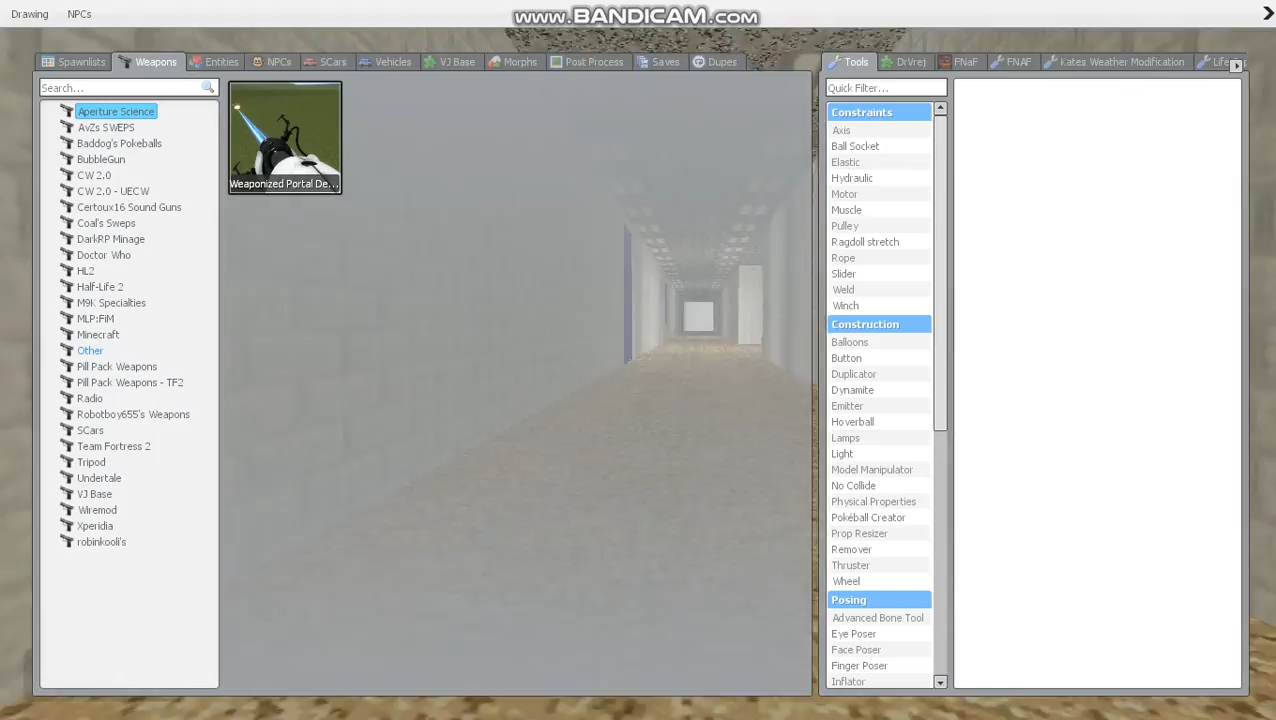 Drawing NPCs
www.BANDICAM.com
Spawnlists Weapons Entities NPCs SCars Vehicles VJ Base Morphs Post Process Saves Dupes
Search...
Aperture Science
AvZs SWEPS
Baddog's Pokeballs
BubbleGun
CW 2.0
CW 2.0 - UECW
Certoux16 Sound Guns
Coal's Sweps
DarkRP Minage
Doctor Who
HL2
Half-Life 2
M9K Specialties
MLP:FiM
Minecraft
Other
Pill Pack Weapons
Pill Pack Weapons - TF2
Radio
Robotboy655's Weapons
SCars
Team Fortress 2
Tripod
Undertale
VJ Base
Wiremod
Xperidia
robinkooli's
Weaponized Portal De...
Tools DrVrej FNaF FNAF Kates Weather Modification
Quick Filter...
Constraints
Axis
Ball Socket
Elastic
Hydraulic
Motor
Muscle
Pulley
Ragdoll stretch
Rope
Slider
Weld
Winch
Construction
Balloons
Button
Duplicator
Dynamite
Emitter
Hoverball
Lamps
Light
Model Manipulator
No Collide
Physical Properties
Pokéball Creator
Prop Resizer
Remover
Thruster
Wheel
Posing
Advanced Bone Tool
Eye Poser
Face Poser
Finger Poser
Inflator